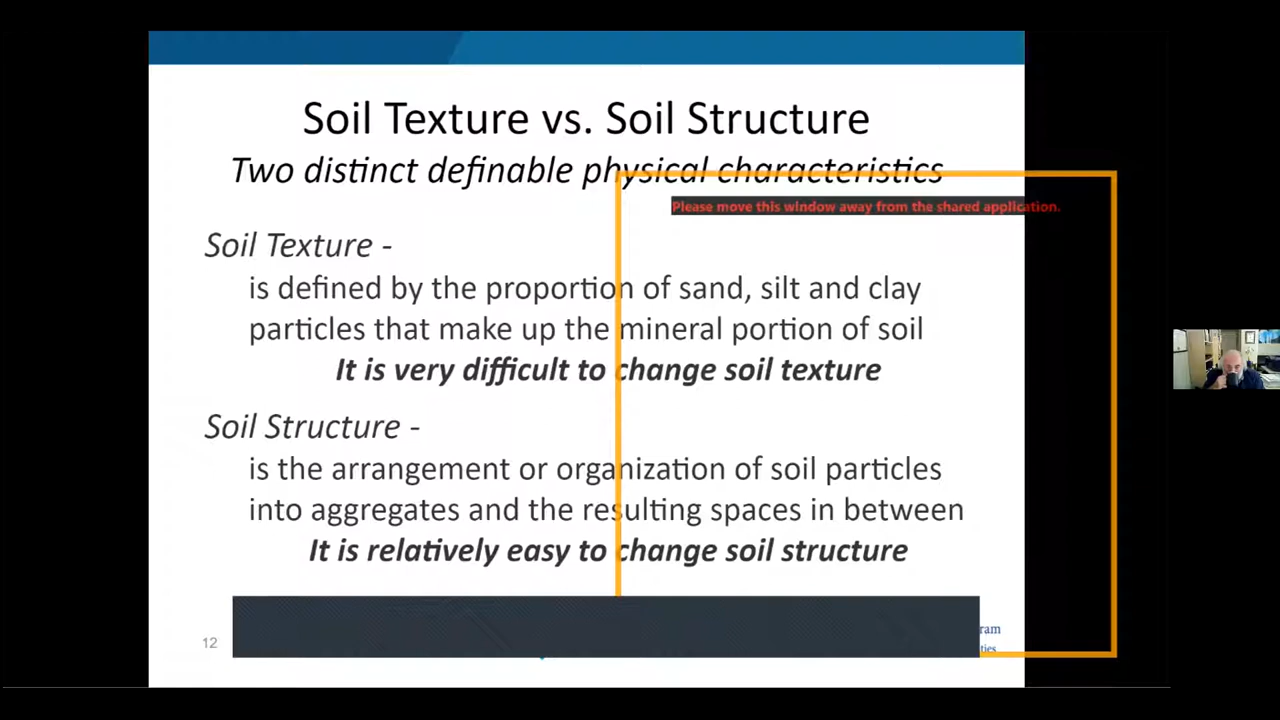 Soil Texture vs. Soil Structure
Two distinct definable physical characteristics
Please move this window away from the shared application.
Soil Texture -
is defined by the proportion of sand, silt and clay
particles that make up the mineral portion of soil
It is very difficult to change soil texture
Soil Structure -
is the arrangement or organization of soil particles
into aggregates and the resulting spaces in between
It is relatively easy to change soil structure
12
ram
ties